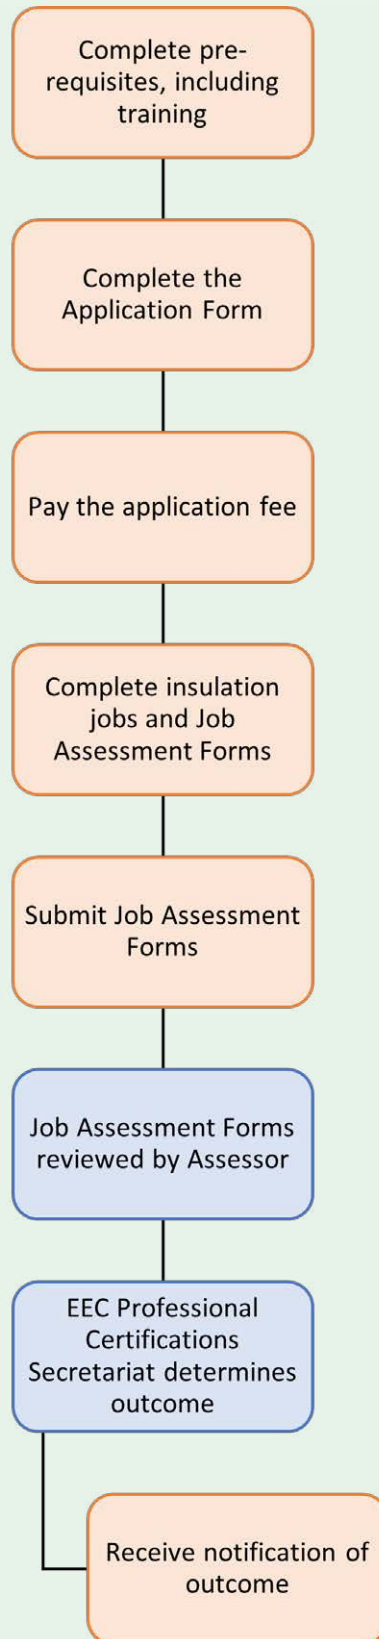 Complete pre-
requisites, including
training
Complete the
Application Form
Pay the application fee
Complete insulation
jobs and Job
Assessment Forms
Submit Job Assessment
Forms
Job Assessment Forms
reviewed by Assessor
EEC Professional
Certifications
Secretariat determines
outcome
Receive notification of
outcome